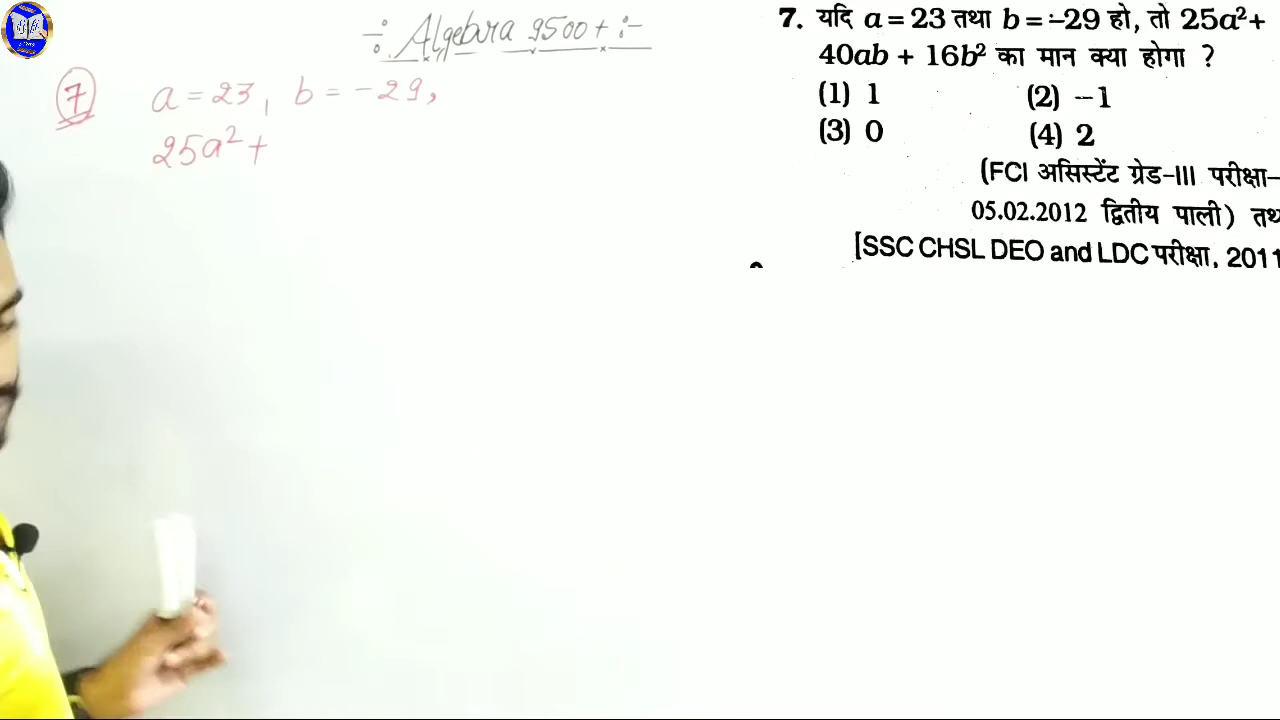 ÷ Algebra 9500+ :-
7 a = 23, b = -29,
25a² +
7. यदि a = 23 तथा b = -29 हो, तो 25a² +
40ab + 16b² का मान क्या होगा ?
(1) 1 (2) -1
(3) 0 (4) 2
(FCI असिस्टेंट ग्रेड-III परीक्षा-
05.02.2012 द्वितीय पाली) तथ
[SSC CHSL DEO and LDC परीक्षा, 2011